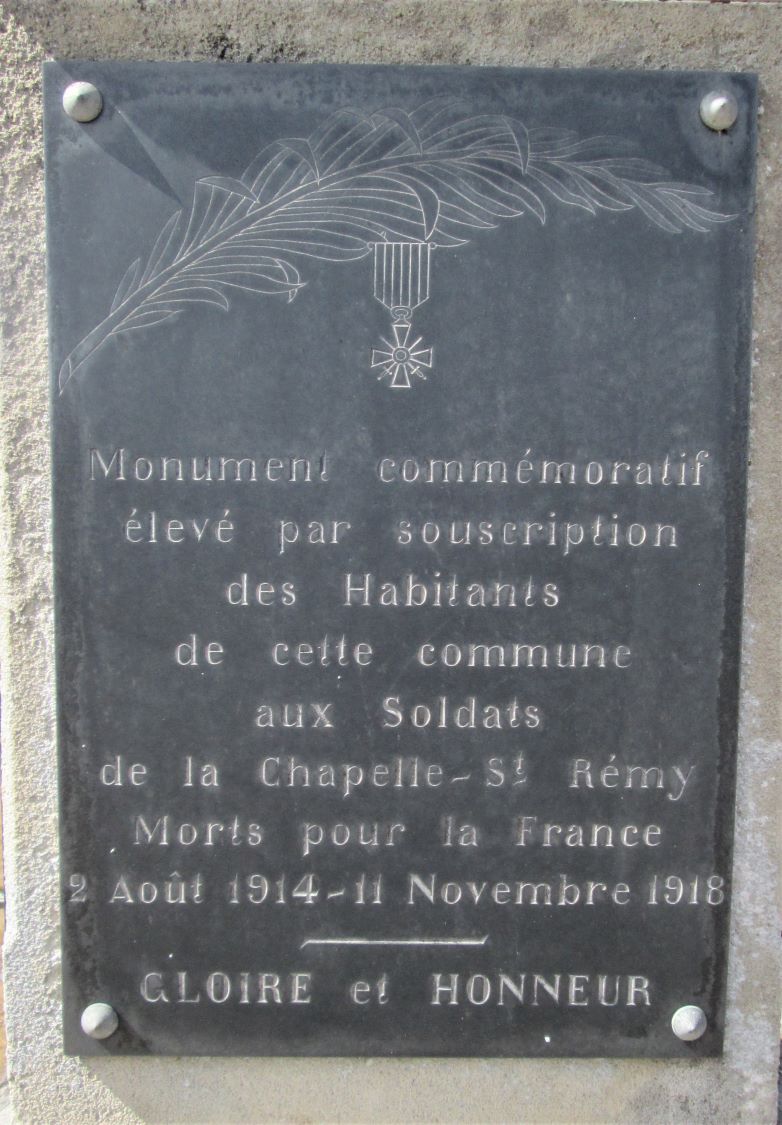 Monument commémoratif
élevé par souscription
des Habitants
de cette commune
aux Soldats
de la Chapelle-St Rémy
Morts pour la France
2 Août 1914-11 Novembre 1918
GLOIRE et HONNEUR